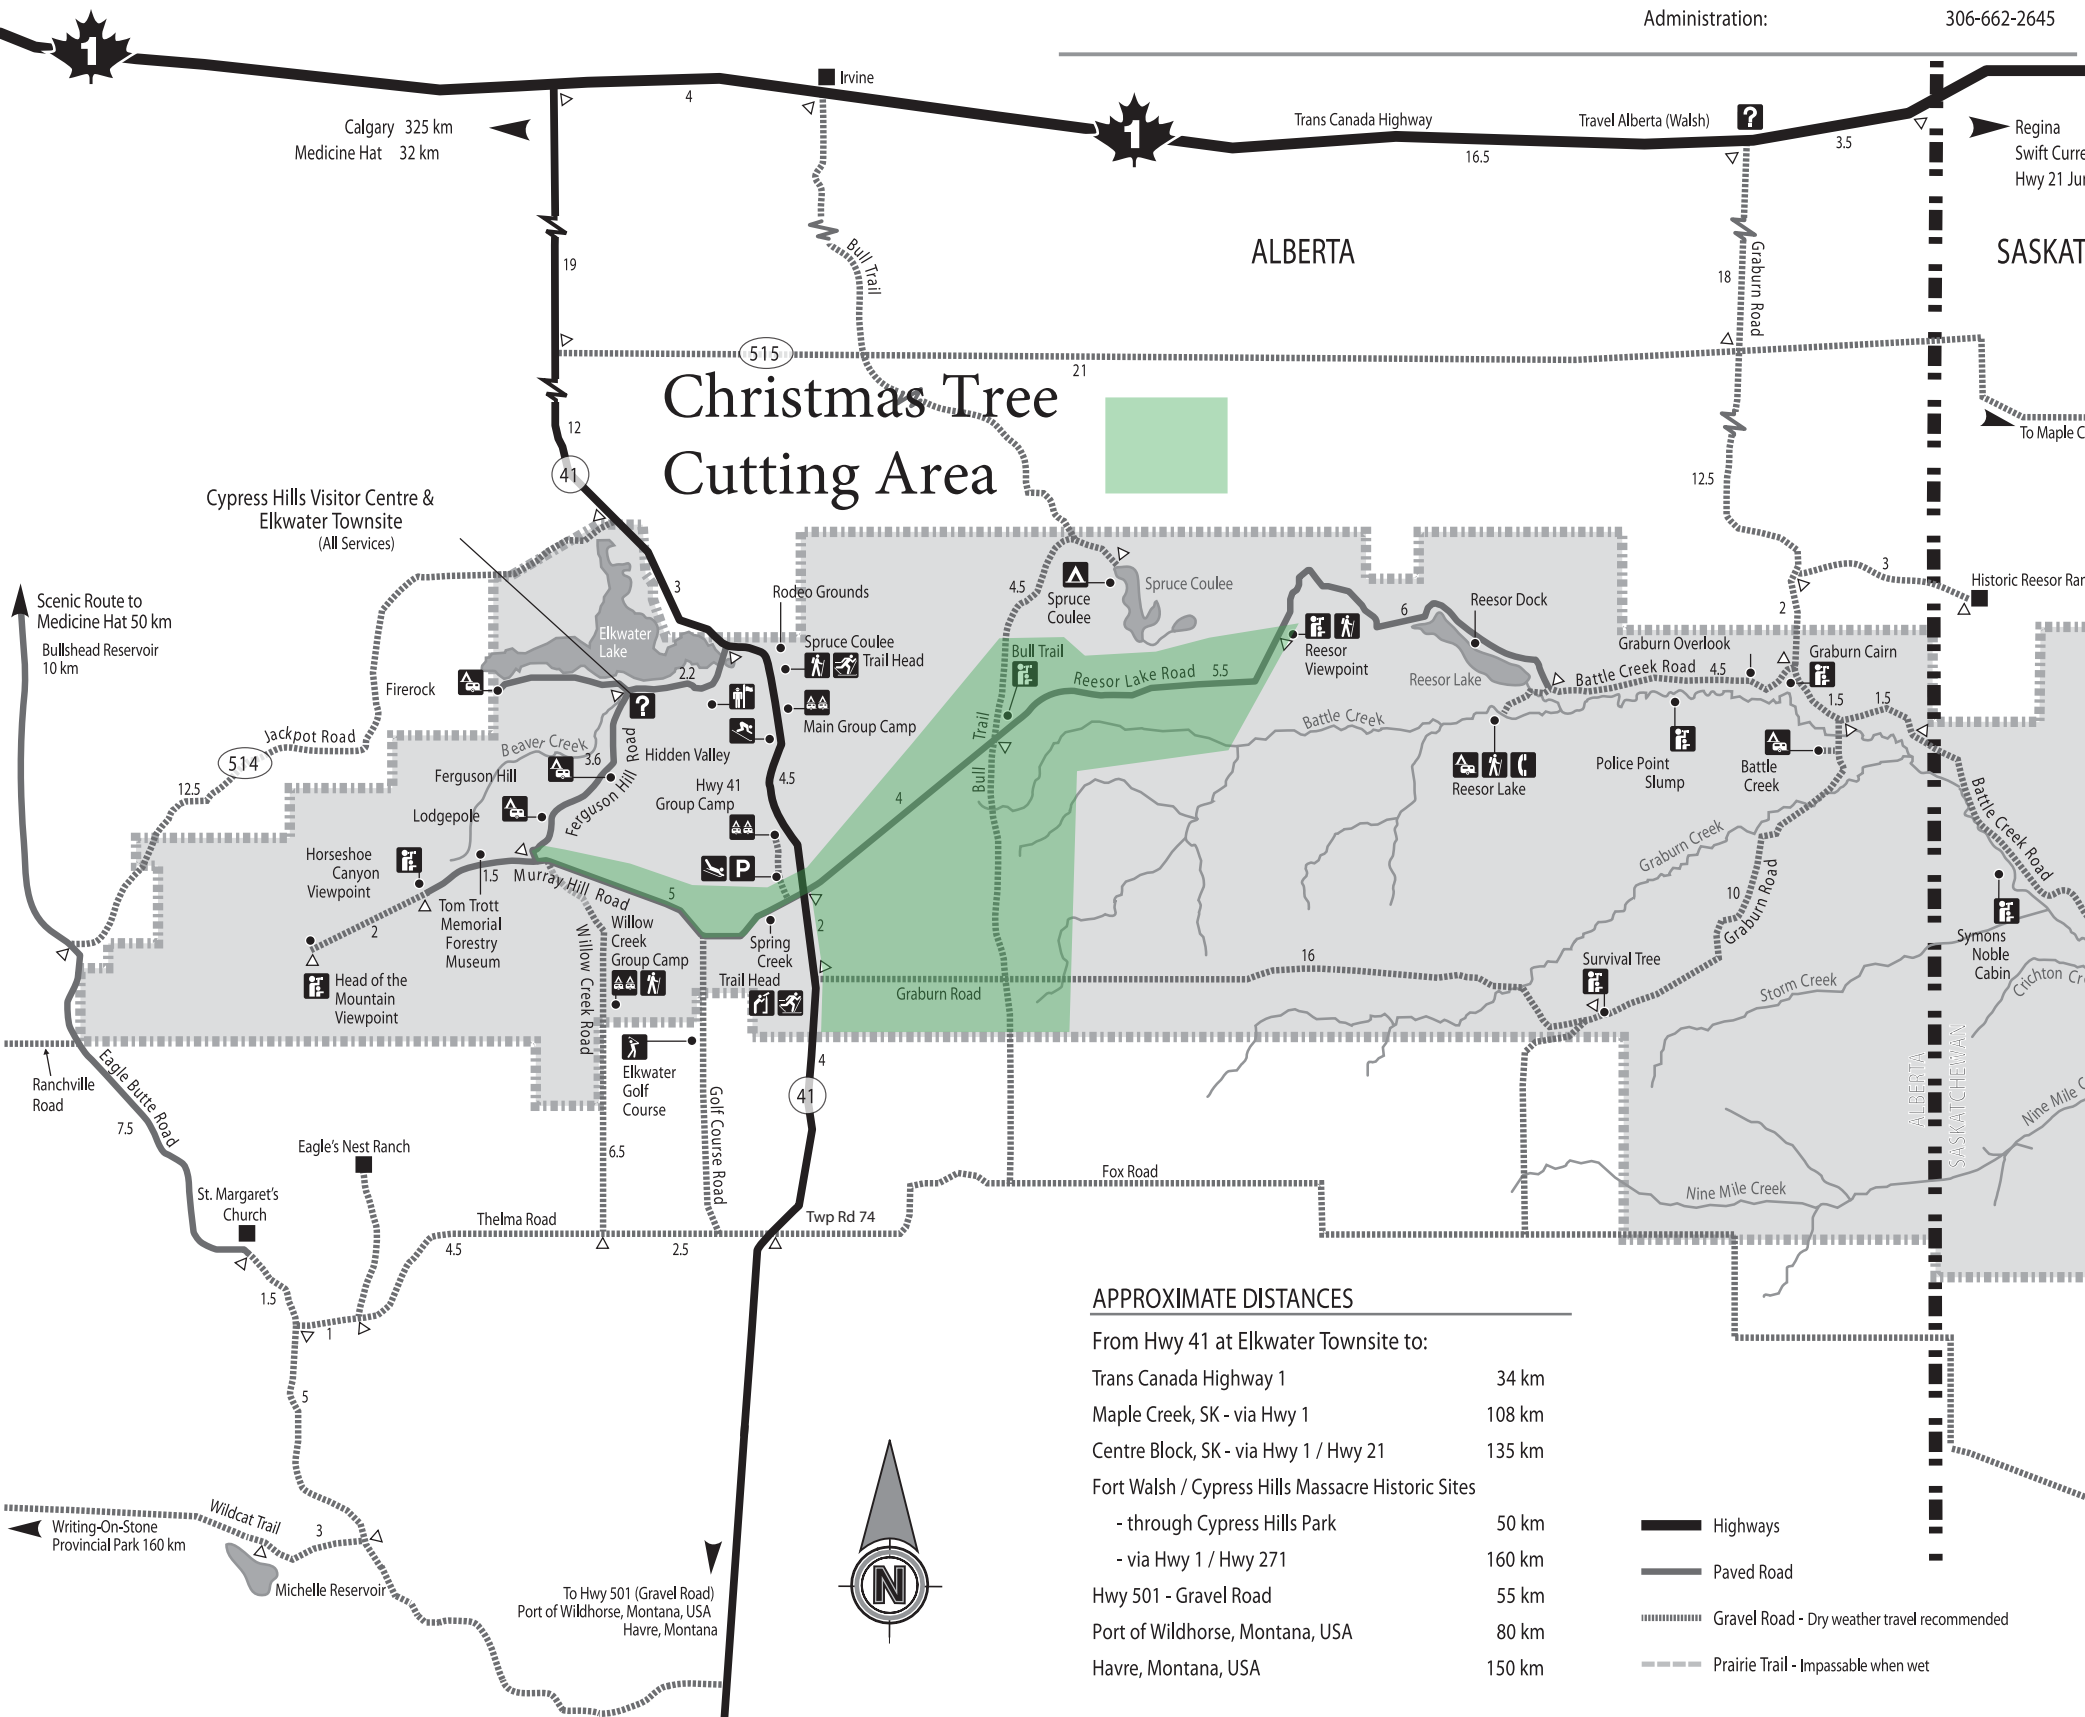 Administration: 306-662-2645
1
Irvine
4
Calgary 325 km
Medicine Hat 32 km
1
Trans Canada Highway
Travel Alberta (Walsh)
?
16.5
3.5
Regina
Swift Curre
Hwy 21 Ju
ALBERTA
SASKAT
19
Bull Trail
18
Graburn Road
515
21
Christmas Tree
Cutting Area
12
41
To Maple C
12.5
Cypress Hills Visitor Centre &
Elkwater Townsite
(All Services)
Scenic Route to
Medicine Hat 50 km
Bullshead Reservoir
10 km
3
Rodeo Grounds
Elkwater
Lake
Spruce Coulee
Trail Head
Main Group Camp
4.5
Spruce
Coulee
Spruce Coulee
Bull Trail
Reesor Lake Road
5.5
Reesor
Viewpoint
6
Reesor Dock
Reesor Lake
Graburn Overlook
Battle Creek Road
4.5
2
3
Historic Reesor Ran
Graburn Cairn
1.5
1.5
Firerock
2.2
?
Jackpot Road
514
12.5
Beaver Creek
3.6
Ferguson Hill Road
Ferguson Hill
Lodgepole
Hidden Valley
Hwy 41
Group Camp
4.5
P
Bull Trail
4
Battle Creek
Reesor Lake
Police Point
Slump
Battle
Creek
Battle Creek Road
Horseshoe
Canyon
Viewpoint
1.5
Murray Hill Road
5
Tom Trott
Memorial
Forestry
Museum
2
Head of the
Mountain
Viewpoint
Willow
Creek
Group Camp
Willow Creek Road
Spring
Creek
Trail Head
2
Graburn Road
16
Survival Tree
Graburn Creek
10
Graburn Road
Storm Creek
Symons
Noble
Cabin
Crichton Cr
Ranchville
Road
Eagle Butte Road
7.5
Elkwater
Golf
Course
Golf Course Road
4
41
ALBERTA
SASKATCHEWAN
Nine Mile C
Eagle's Nest Ranch
6.5
Fox Road
Nine Mile Creek
St. Margaret's
Church
Thelma Road
4.5
2.5
Twp Rd 74
1.5
1
5
APPROXIMATE DISTANCES
From Hwy 41 at Elkwater Townsite to:
Trans Canada Highway 1 34 km
Maple Creek, SK - via Hwy 1 108 km
Centre Block, SK - via Hwy 1 / Hwy 21 135 km
Fort Walsh / Cypress Hills Massacre Historic Sites
- through Cypress Hills Park 50 km
- via Hwy 1 / Hwy 271 160 km
Hwy 501 - Gravel Road 55 km
Port of Wildhorse, Montana, USA 80 km
Havre, Montana, USA 150 km
Wildcat Trail
3
Writing-On-Stone
Provincial Park 160 km
Michelle Reservoir
To Hwy 501 (Gravel Road)
Port of Wildhorse, Montana, USA
Havre, Montana
N
Highways
Paved Road
Gravel Road - Dry weather travel recommended
Prairie Trail - Impassable when wet